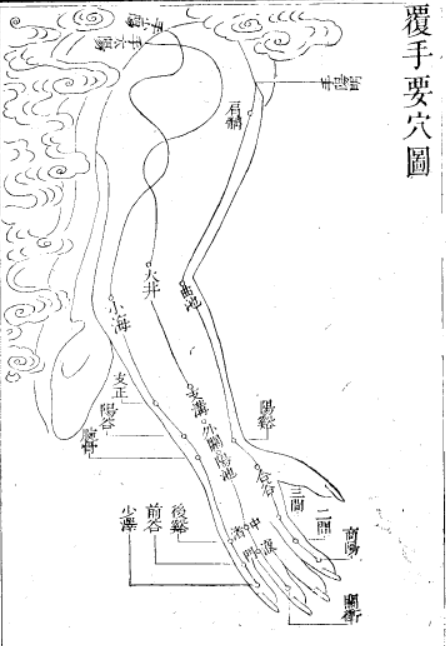 覆手要穴圖
手少陽
手太陽
手陽明
肩髃
天井
曲池
小海
支正
陽谷
腕骨
支溝
外關
陽池
陽谿
合谷
三間
二間
商陽
關衝
中渚
液門
後谿
前谷
少澤